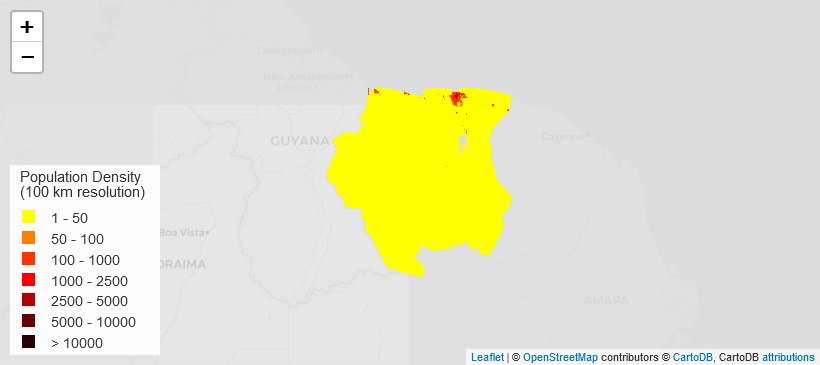 +
−
Georgetown
New Amsterdam
Linden
GUYANA
Cayenne
Boa Vista
RORAIMA
AMAPÁ
Population Density
(100 km resolution)
1 - 50
50 - 100
100 - 1000
1000 - 2500
2500 - 5000
5000 - 10000
> 10000
Leaflet | © OpenStreetMap contributors © CartoDB, CartoDB attributions